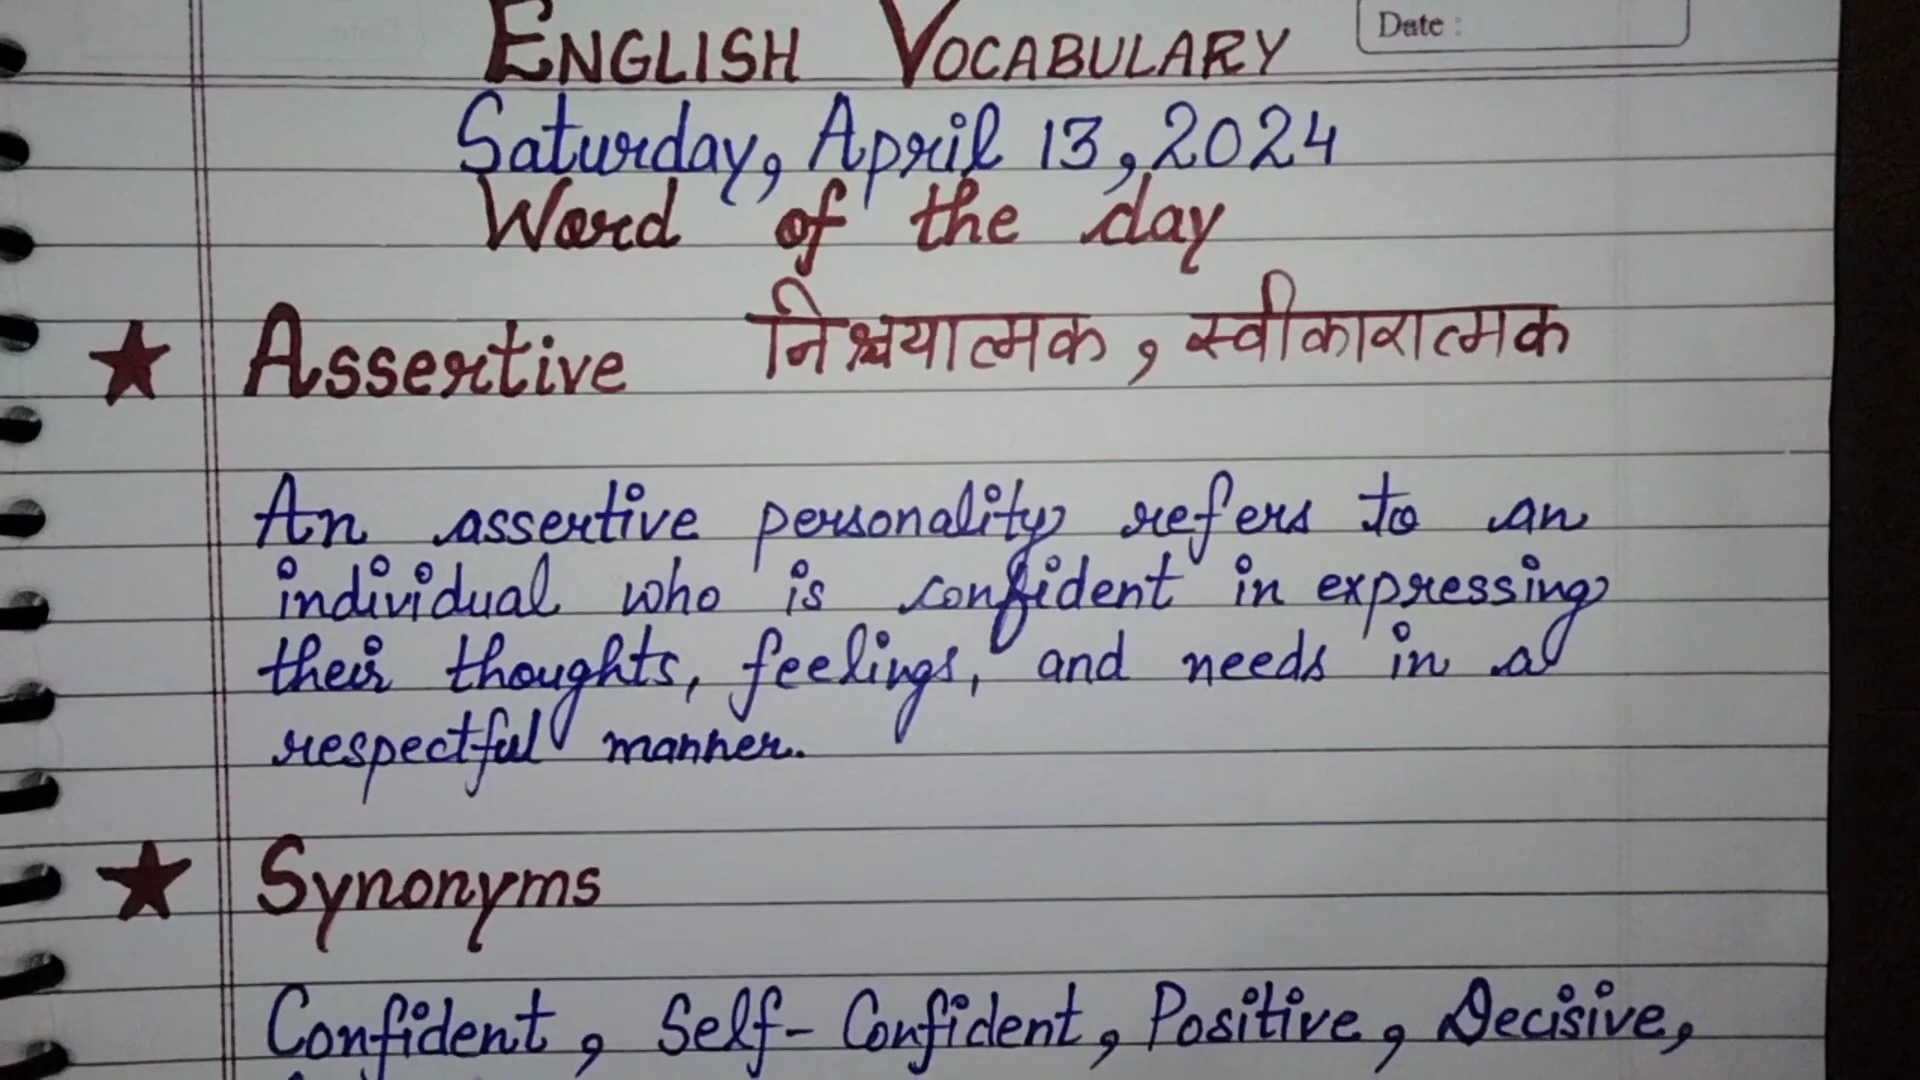 ENGLISH VOCABULARY
Date :
Saturday, April 13, 2024
Word of the day
★ Assertive निश्चयात्मक, स्वीकारात्मक
An assertive personality refers to an
individual who is confident in expressing
their thoughts, feelings, and needs in a
respectful manner.
★ Synonyms
Confident, Self-Confident, Positive, Decisive,